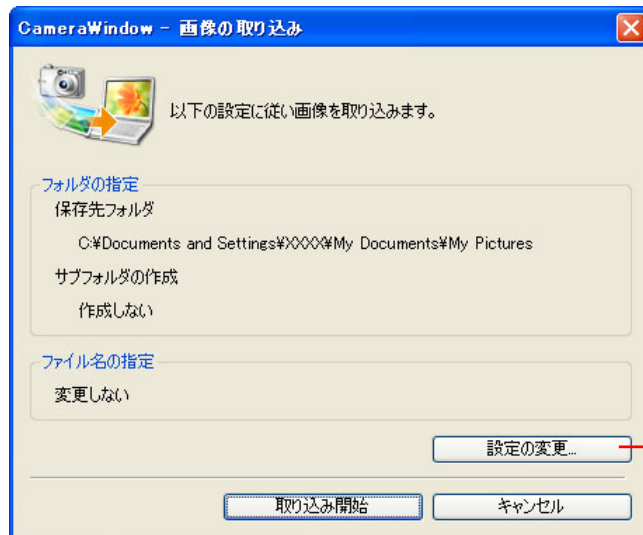 CameraWindow - 画像の取り込み
以下の設定に従い画像を取り込みます。
フォルダの指定
保存先フォルダ
C:¥Documents and Settings¥XXXX¥My Documents¥My Pictures
サブフォルダの作成
作成しない
ファイル名の指定
変更しない
設定の変更...
取り込み開始
キャンセル